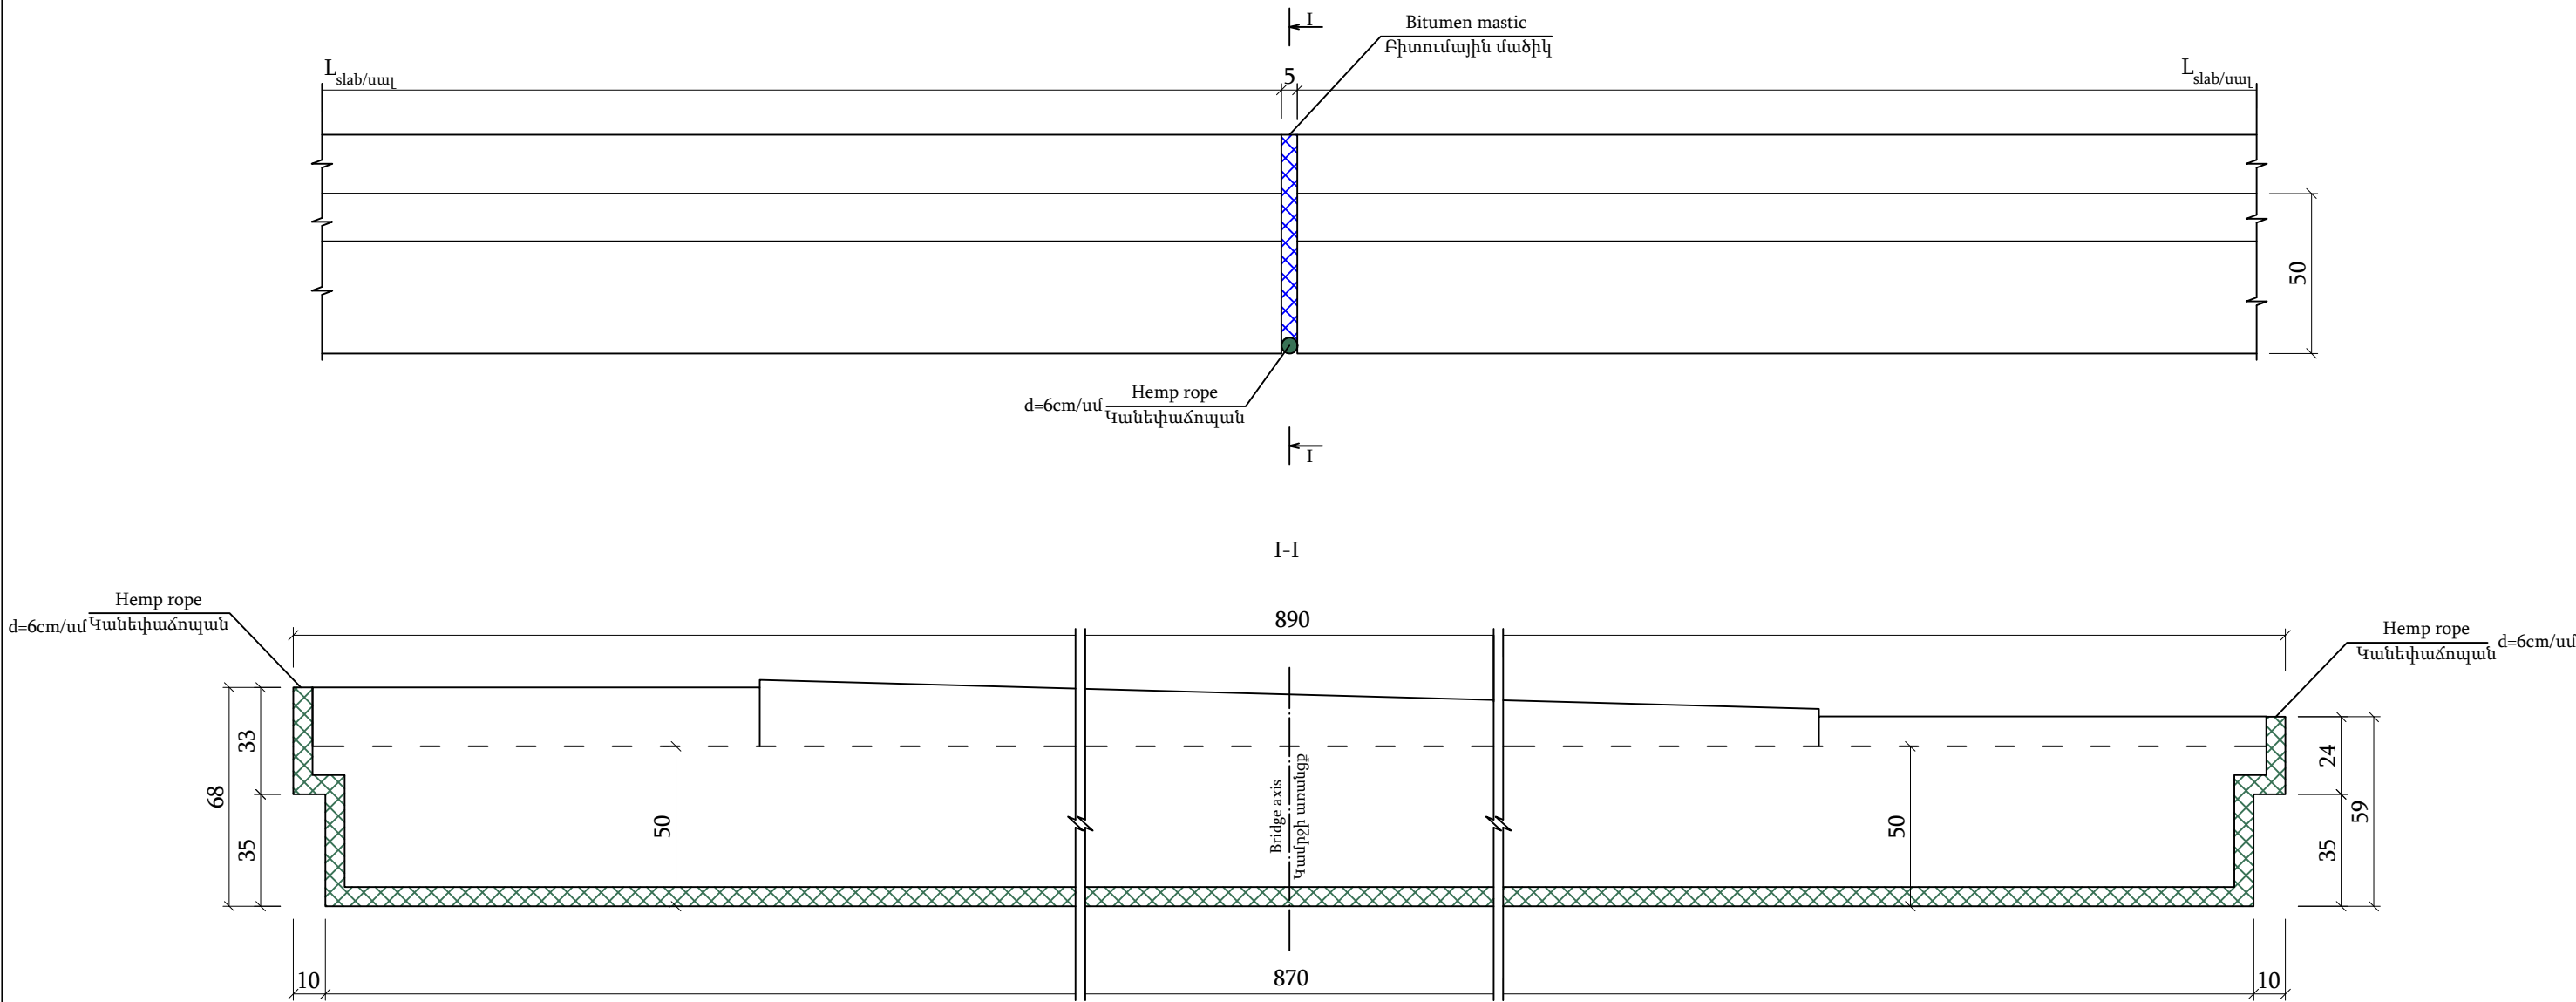 I
Bitumen mastic
Բիտումային մածիկ
L slab/սալ
5
L slab/սալ
50
Hemp rope
d=6cm/սմ
Կանեփաճոպան
I
I-I
Hemp rope
d=6cm/սմ
Կանեփաճոպան
890
Hemp rope
d=6cm/սմ
Կանեփաճոպան
68
33
35
50
Bridge axis
Կամրջի առանցք
50
24
35
59
10
870
10